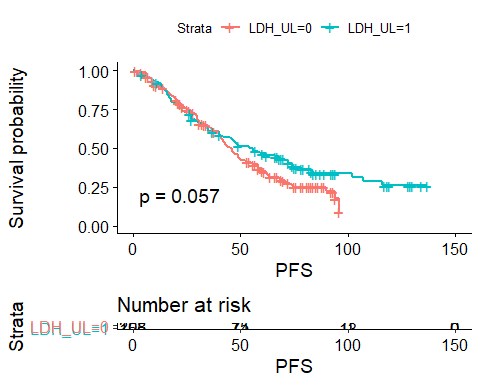 Strata LDH_UL=0 LDH_UL=1
Survival probability
1.00
0.75
0.50
0.25
0.00
p = 0.057
0 50 100 150
PFS
Number at risk
Strata
0 50 100 150
PFS